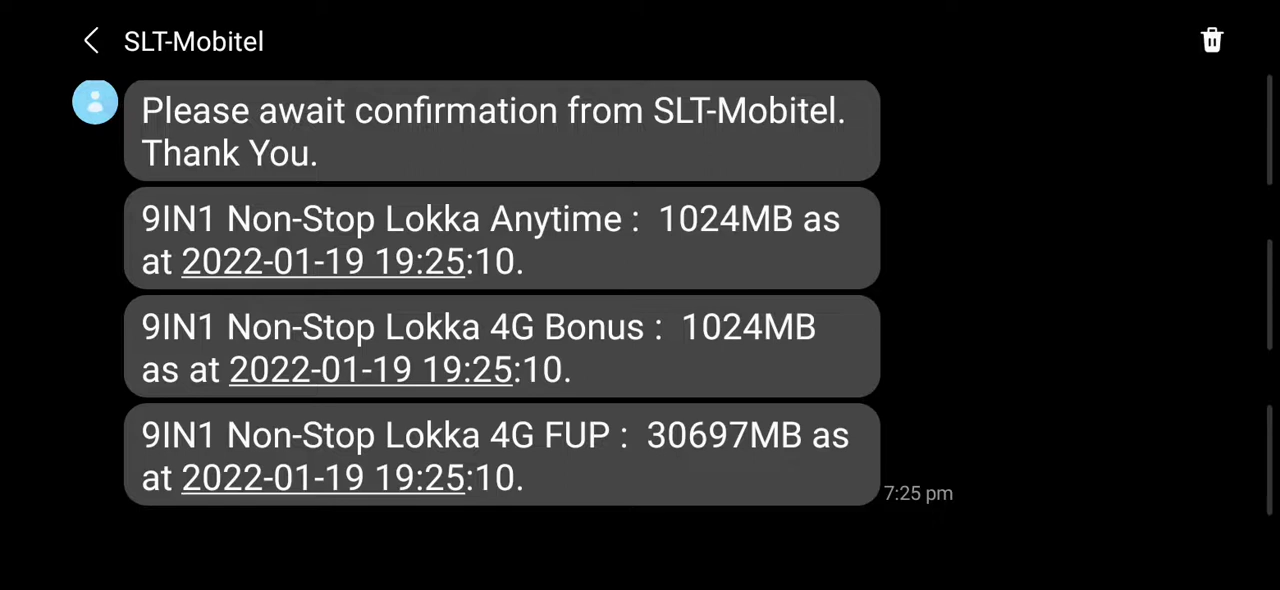 SLT-Mobitel
Please await confirmation from SLT-Mobitel.
Thank You.
9IN1 Non-Stop Lokka Anytime :  1024MB as
at 2022-01-19 19:25:10.
9IN1 Non-Stop Lokka 4G Bonus :  1024MB
as at 2022-01-19 19:25:10.
9IN1 Non-Stop Lokka 4G FUP :  30697MB as
at 2022-01-19 19:25:10.
7:25 pm